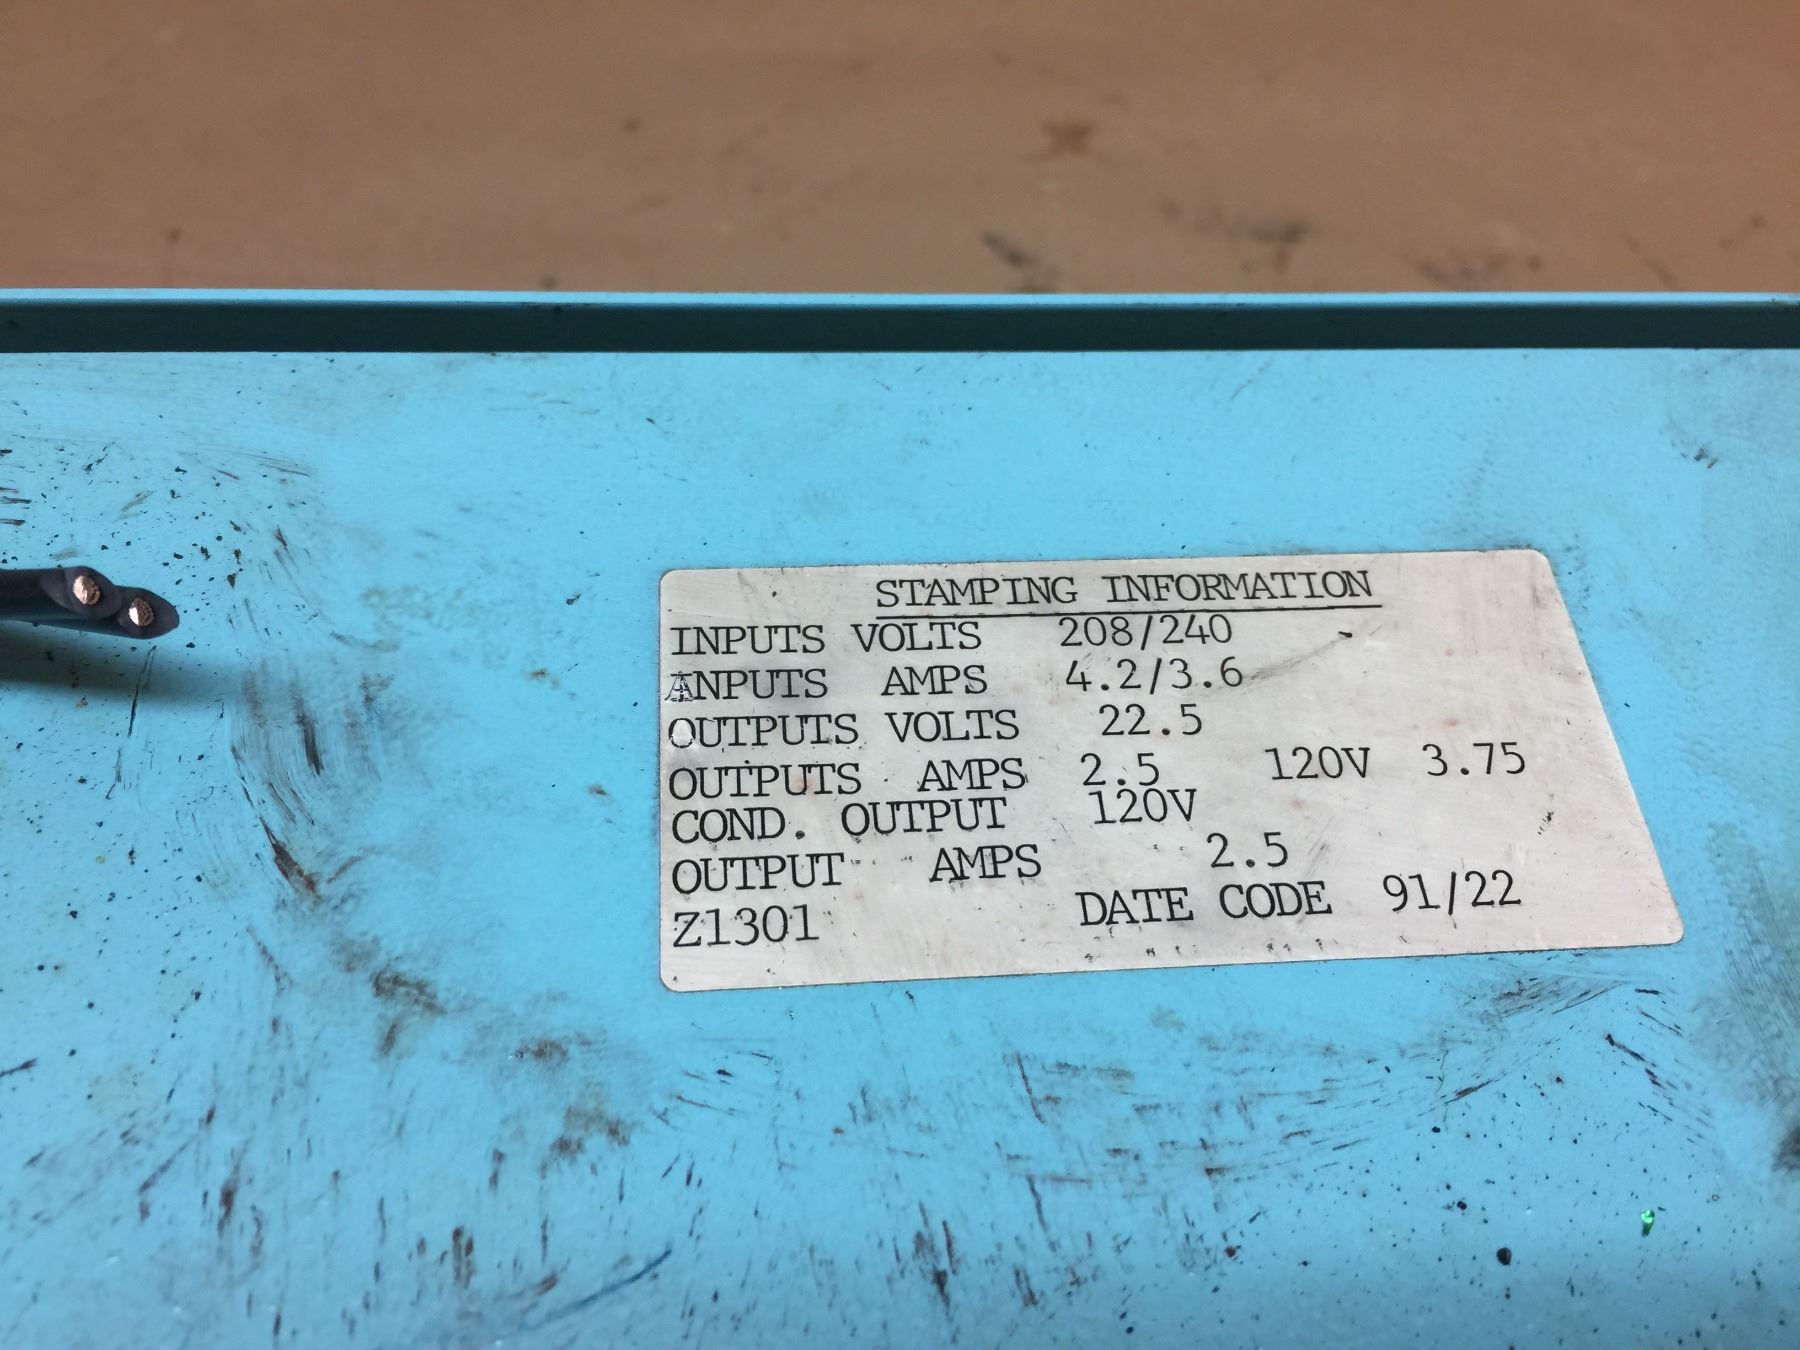 STAMPING INFORMATION
INPUTS VOLTS 208/240
ANPUTS AMPS 4.2/3.6
OUTPUTS VOLTS 22.5
OUTPUTS AMPS 2.5 120V 3.75
COND. OUTPUT 120V
OUTPUT AMPS 2.5
Z1301 DATE CODE 91/22